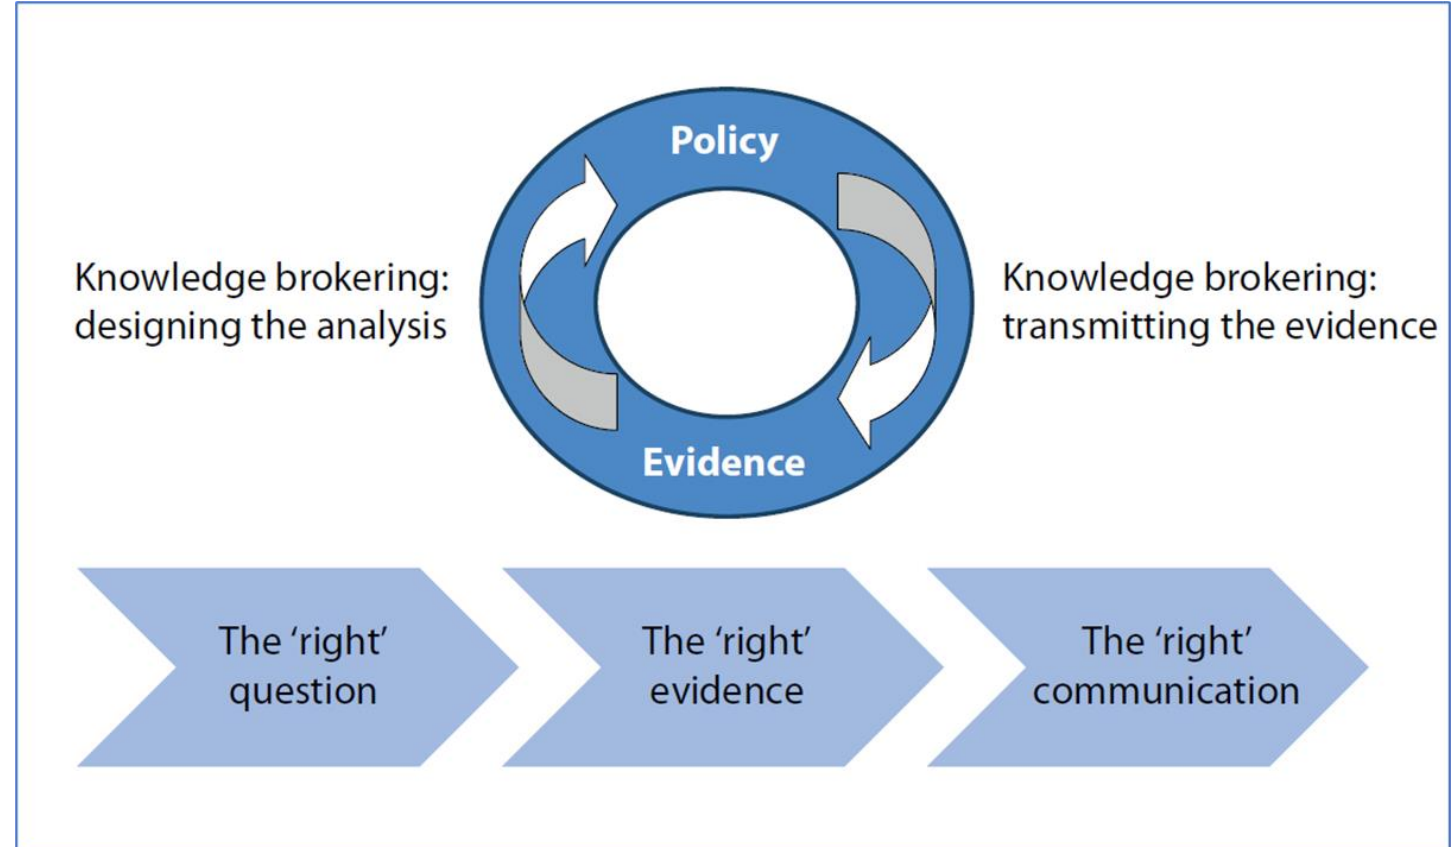 Policy
Knowledge brokering:
designing the analysis
Knowledge brokering:
transmitting the evidence
Evidence
The ‘right’
question
The ‘right’
evidence
The ‘right’
communication